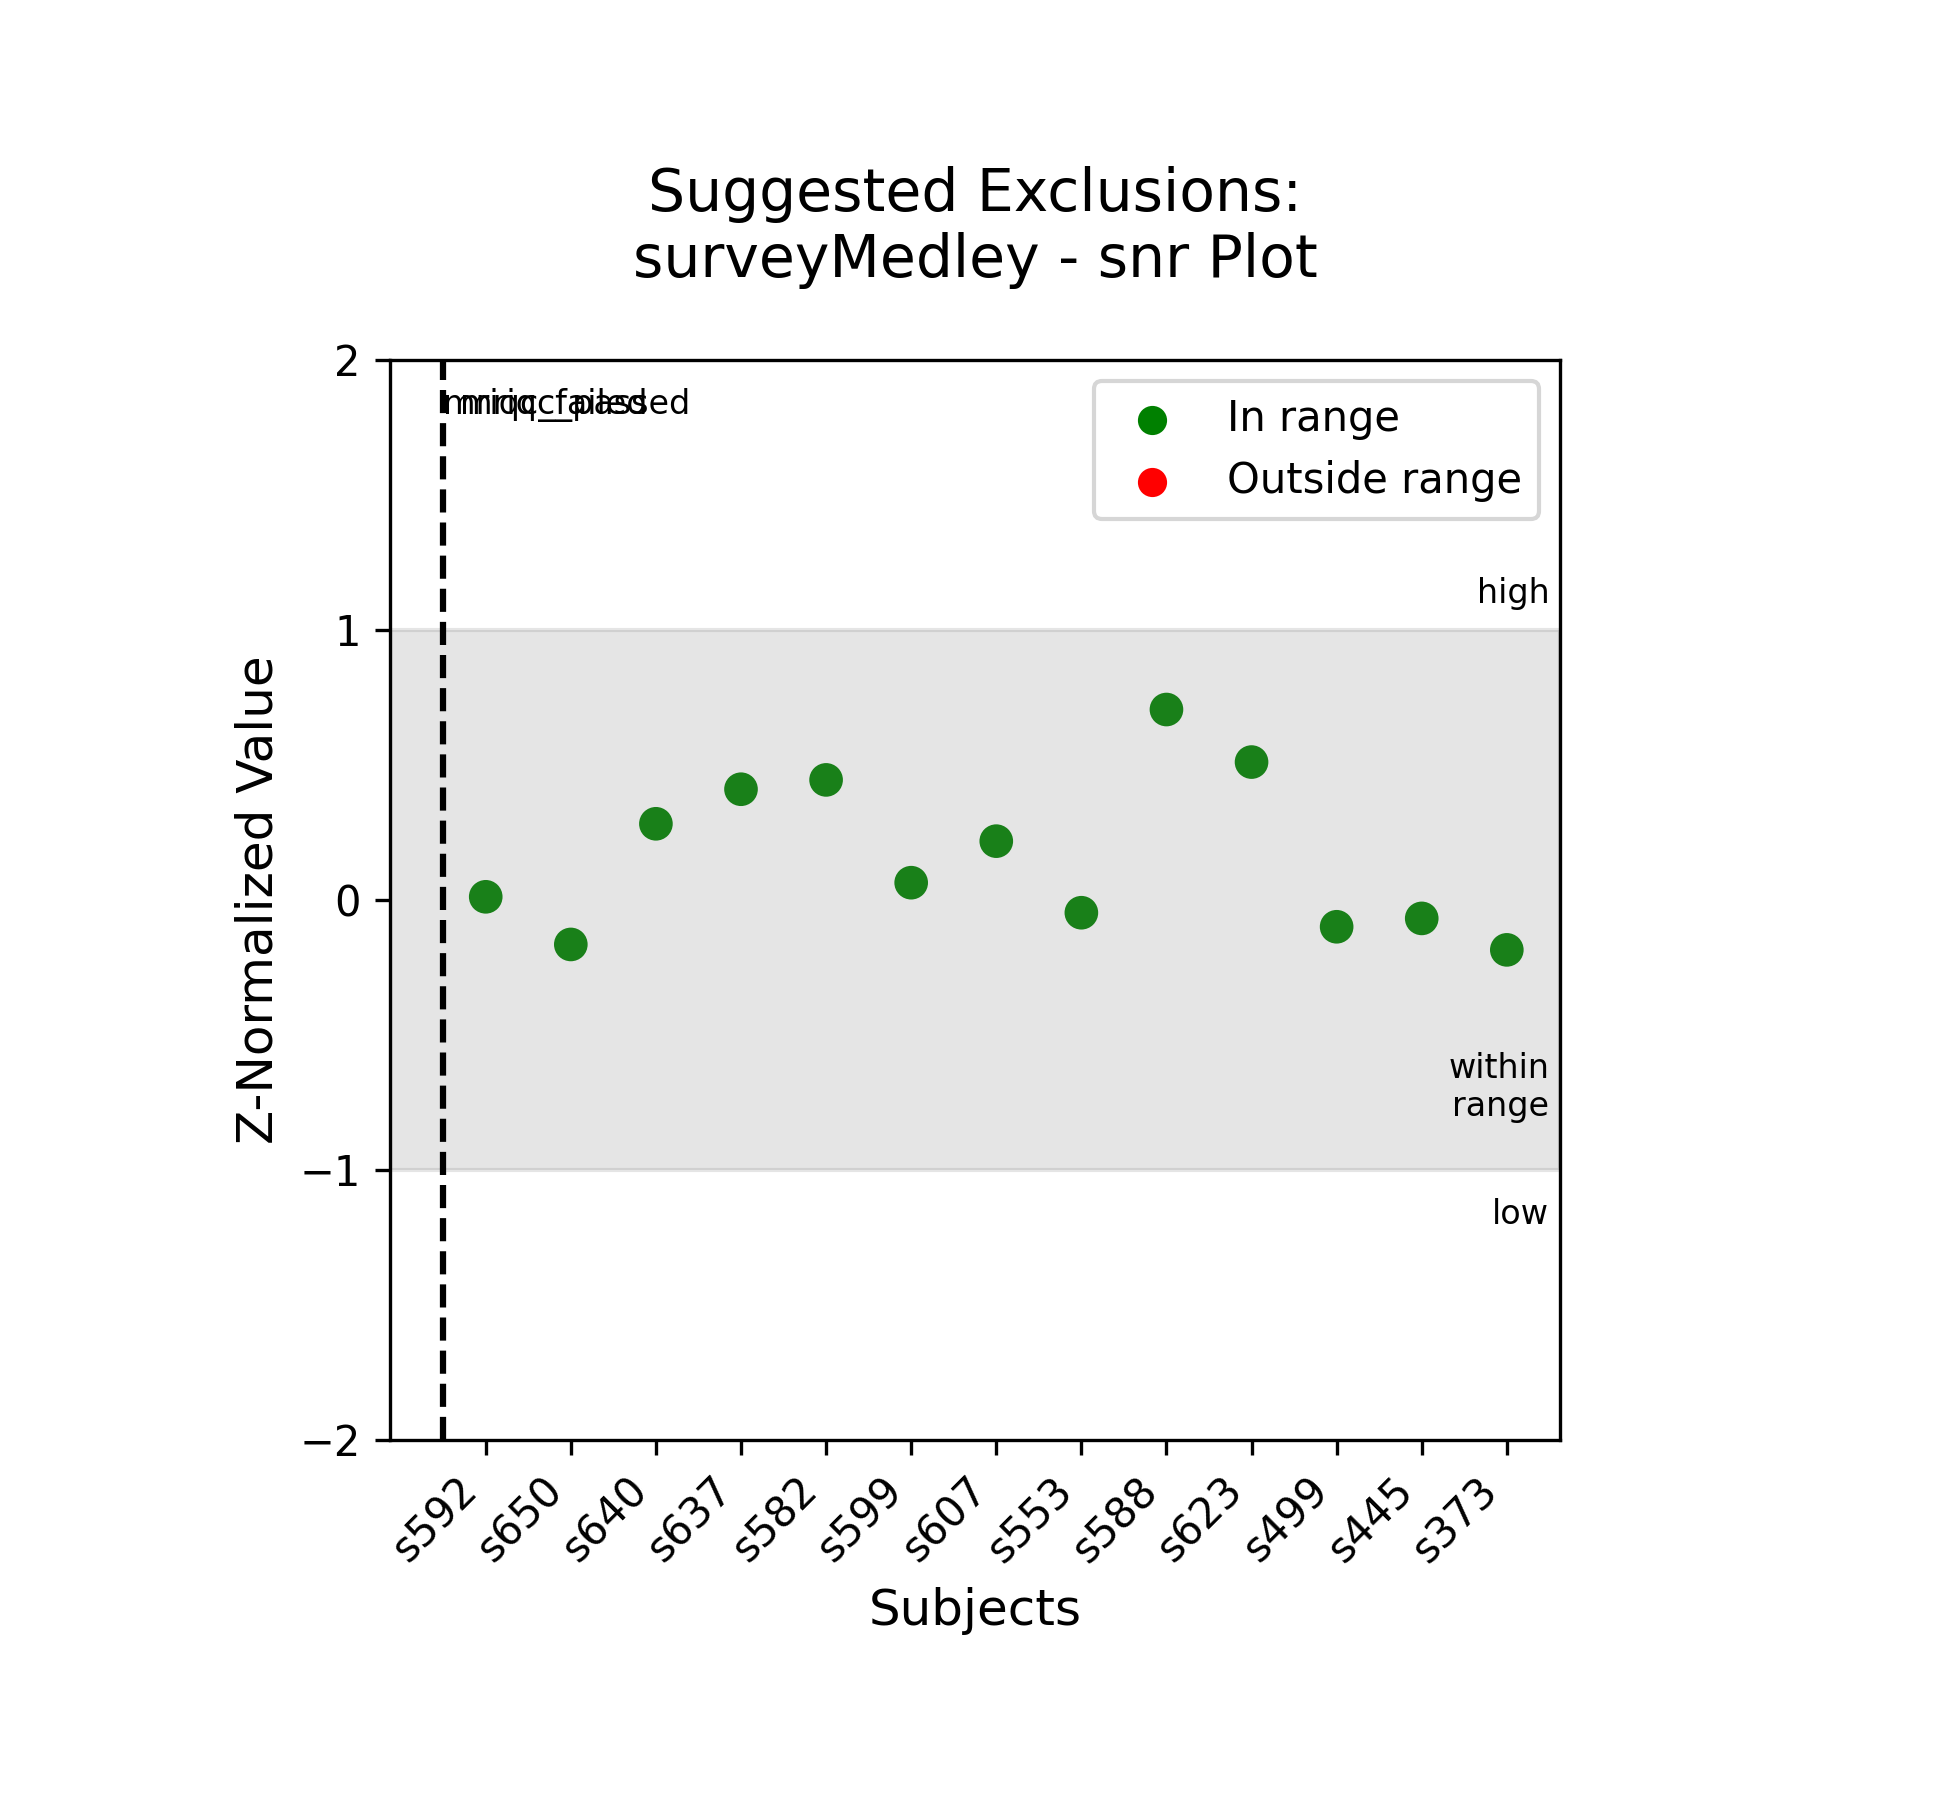 Suggested Exclusions:
surveyMedley - snr Plot
2
1
0
−1
−2
Z-Normalized Value
In range
Outside range
high
within
range
low
s592
s650
s640
s637
s582
s599
s607
s553
s588
s623
s499
s445
s373
Subjects